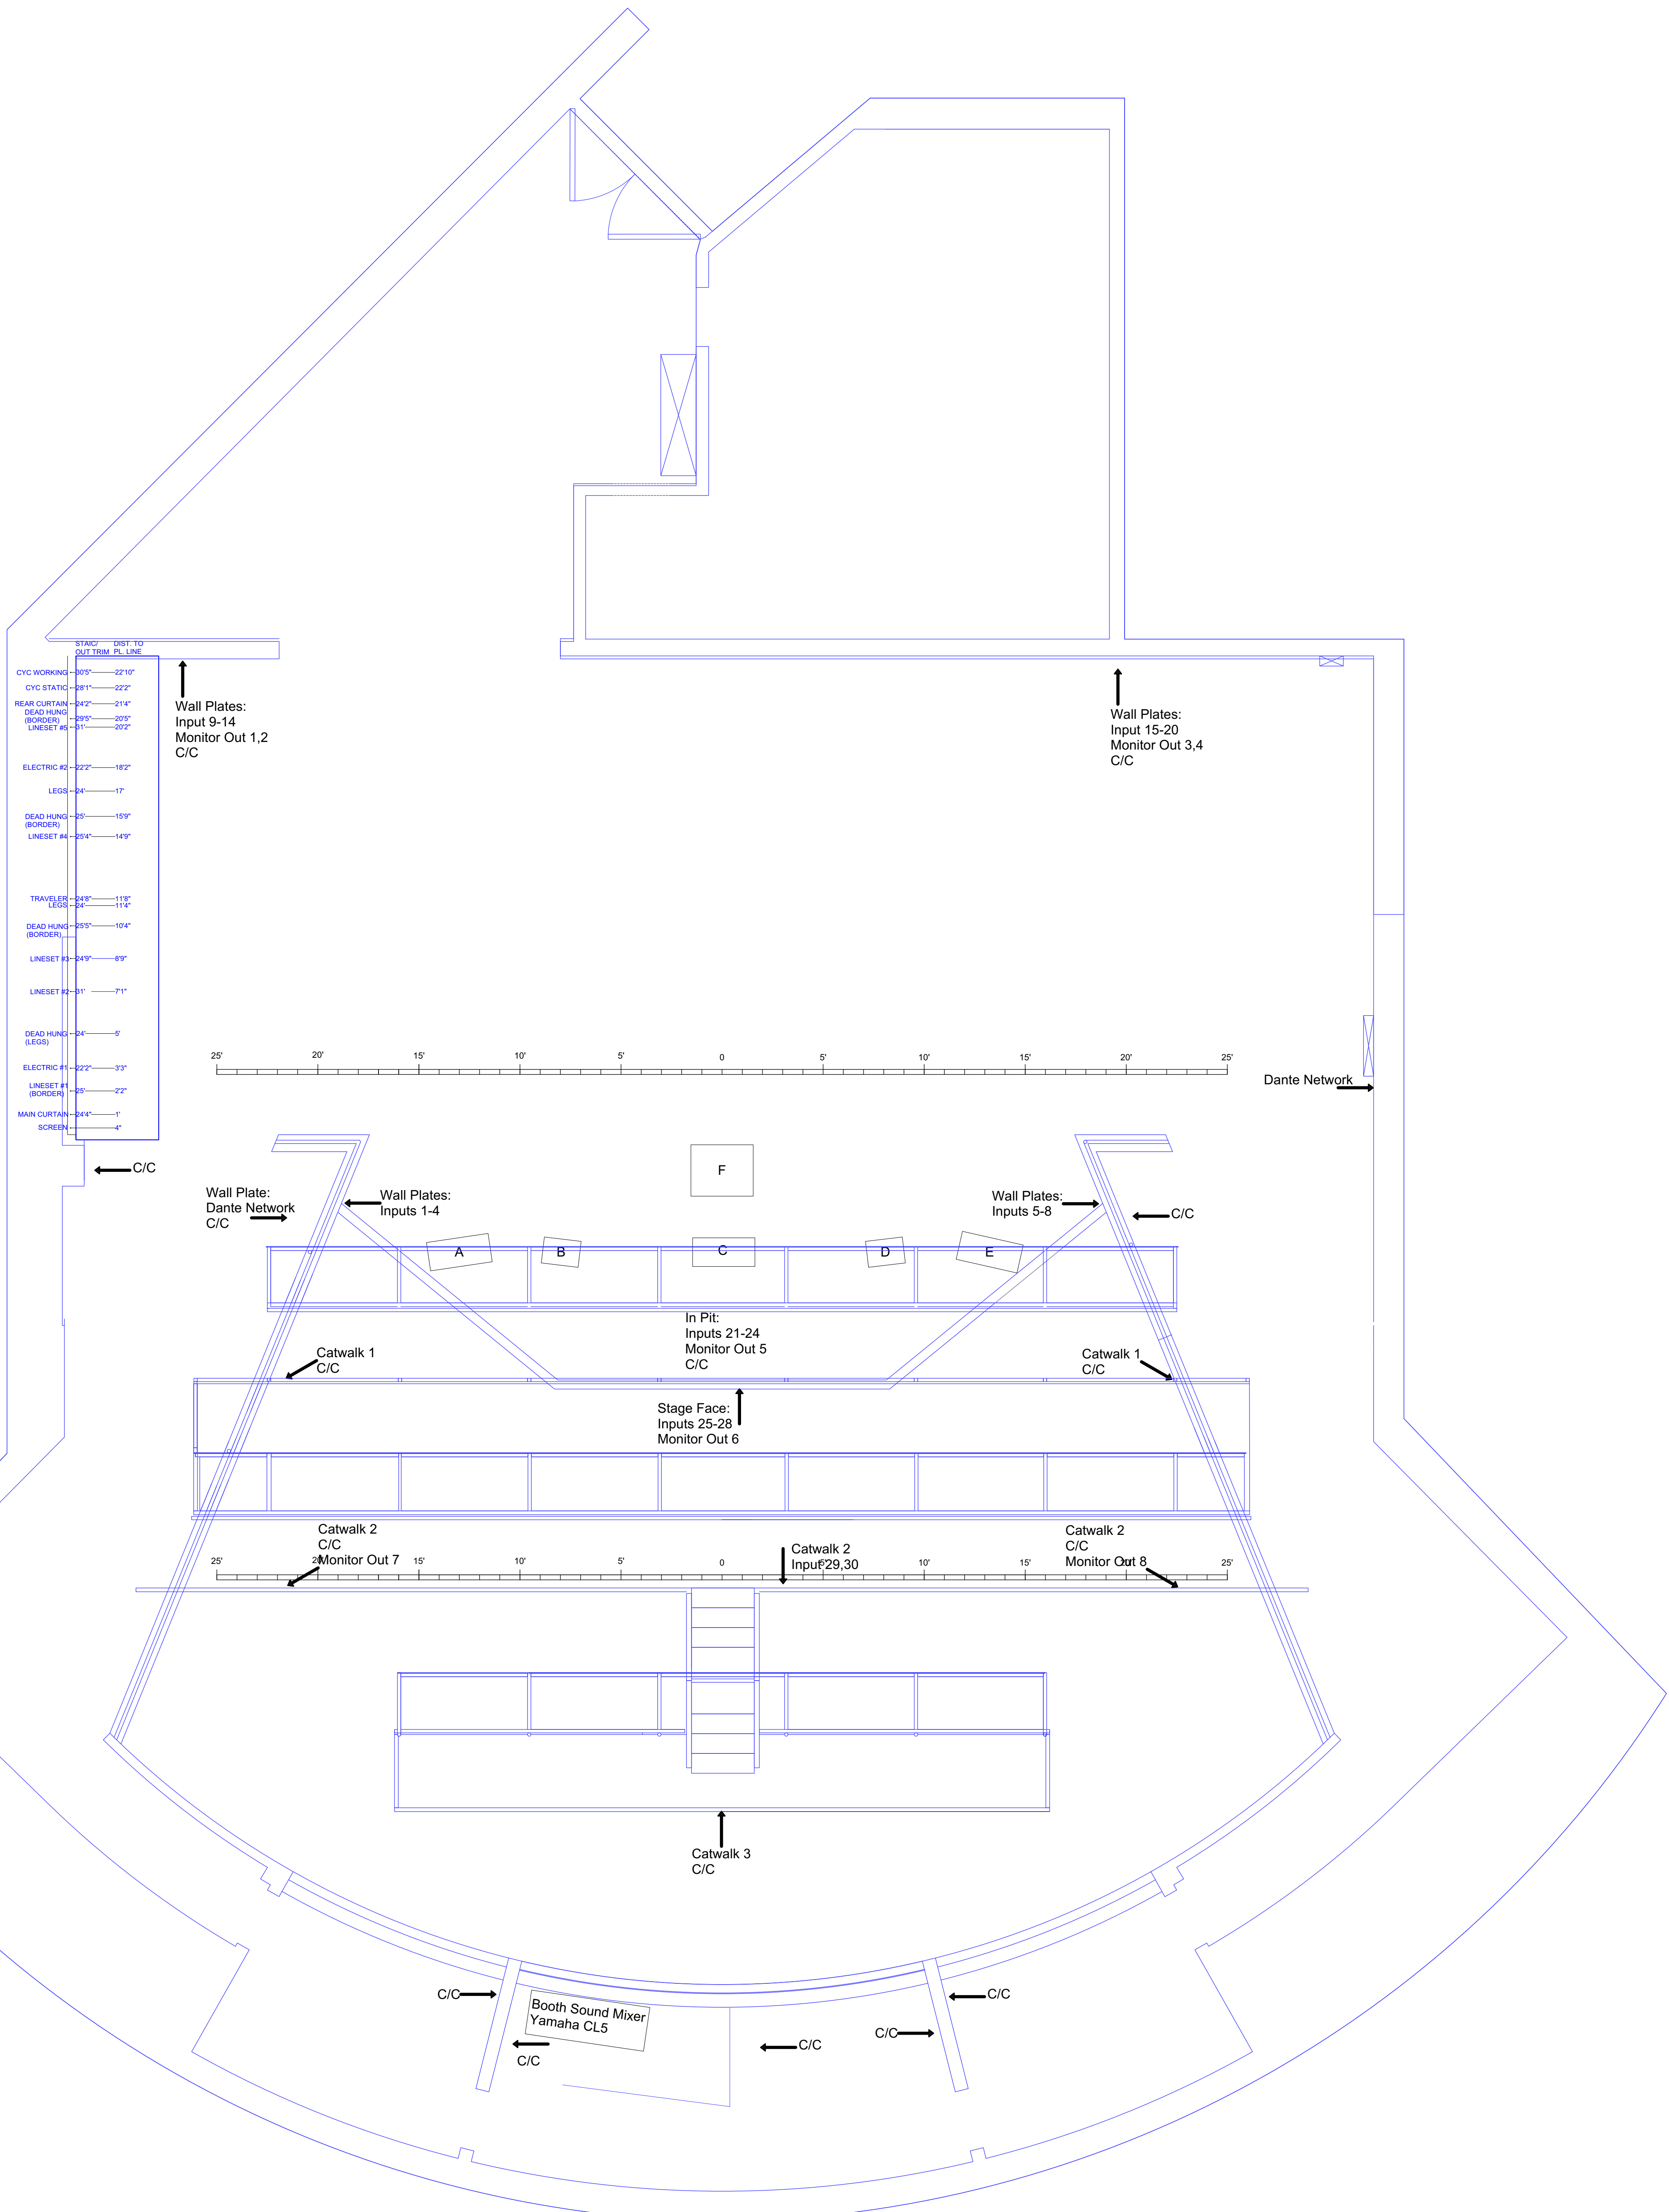 STAIC/ DIST. TO
OUT TRIM PL. LINE
CYC WORKING 30'5" 22'10"
CYC STATIC 28'1" 22'2"
REAR CURTAIN 24'2" 21'4"
DEAD HUNG
(BORDER) 29'5" 20'5"
LINESET #5 31' 20'2"
ELECTRIC #2 22'2" 18'2"
LEGS 24' 17'
DEAD HUNG 25' 15'9"
(BORDER)
LINESET #4 25'4" 14'9"
TRAVELER 24'8" 11'8"
LEGS 24' 11'4"
DEAD HUNG 25'5" 10'4"
(BORDER)
LINESET #3 24'9" 8'9"
LINESET #2 31' 7'1"
DEAD HUNG 24' 5'
(LEGS)
ELECTRIC #1 22'2" 3'3"
LINESET #1
(BORDER) 25' 2'2"
MAIN CURTAIN 24'4" 1'
SCREEN 4"
Wall Plates:
Input 9-14
Monitor Out 1,2
C/C
Wall Plates:
Input 15-20
Monitor Out 3,4
C/C
25' 20' 15' 10' 5' 0 5' 10' 15' 20' 25'
Dante Network
C/C
F
Wall Plate:
Dante Network
C/C
Wall Plates:
Inputs 1-4
Wall Plates:
Inputs 5-8
C/C
A B C D E
In Pit:
Inputs 21-24
Monitor Out 5
C/C
Catwalk 1
C/C
Catwalk 1
C/C
Stage Face:
Inputs 25-28
Monitor Out 6
Catwalk 2
C/C
Monitor Out 7
Catwalk 2
Input 29,30
Catwalk 2
C/C
Monitor Out 8
25' 20' 15' 10' 5' 0 5' 10' 15' 20' 25'
Catwalk 3
C/C
C/C
Booth Sound Mixer
Yamaha CL5
C/C
C/C
C/C
C/C